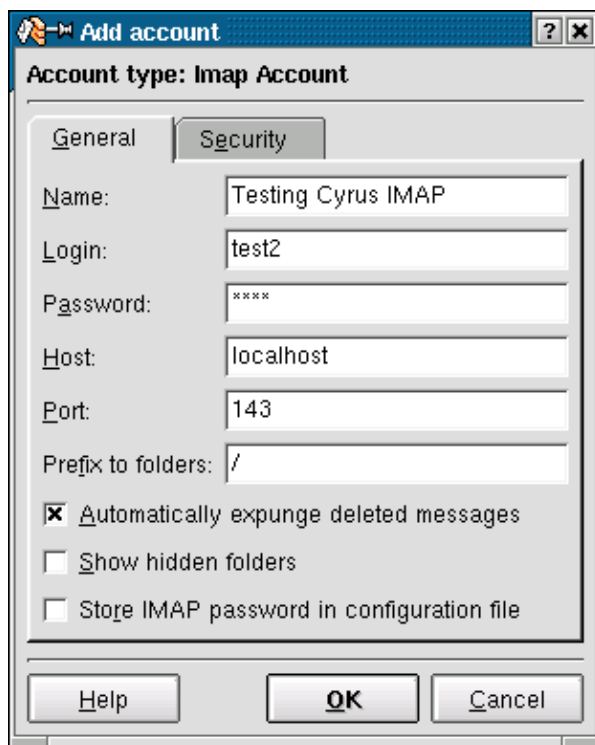 Add account
Account type: Imap Account
General Security
Name: Testing Cyrus IMAP
Login: test2
Password: ****
Host: localhost
Port: 143
Prefix to folders: /
Automatically expunge deleted messages
Show hidden folders
Store IMAP password in configuration file
Help OK Cancel